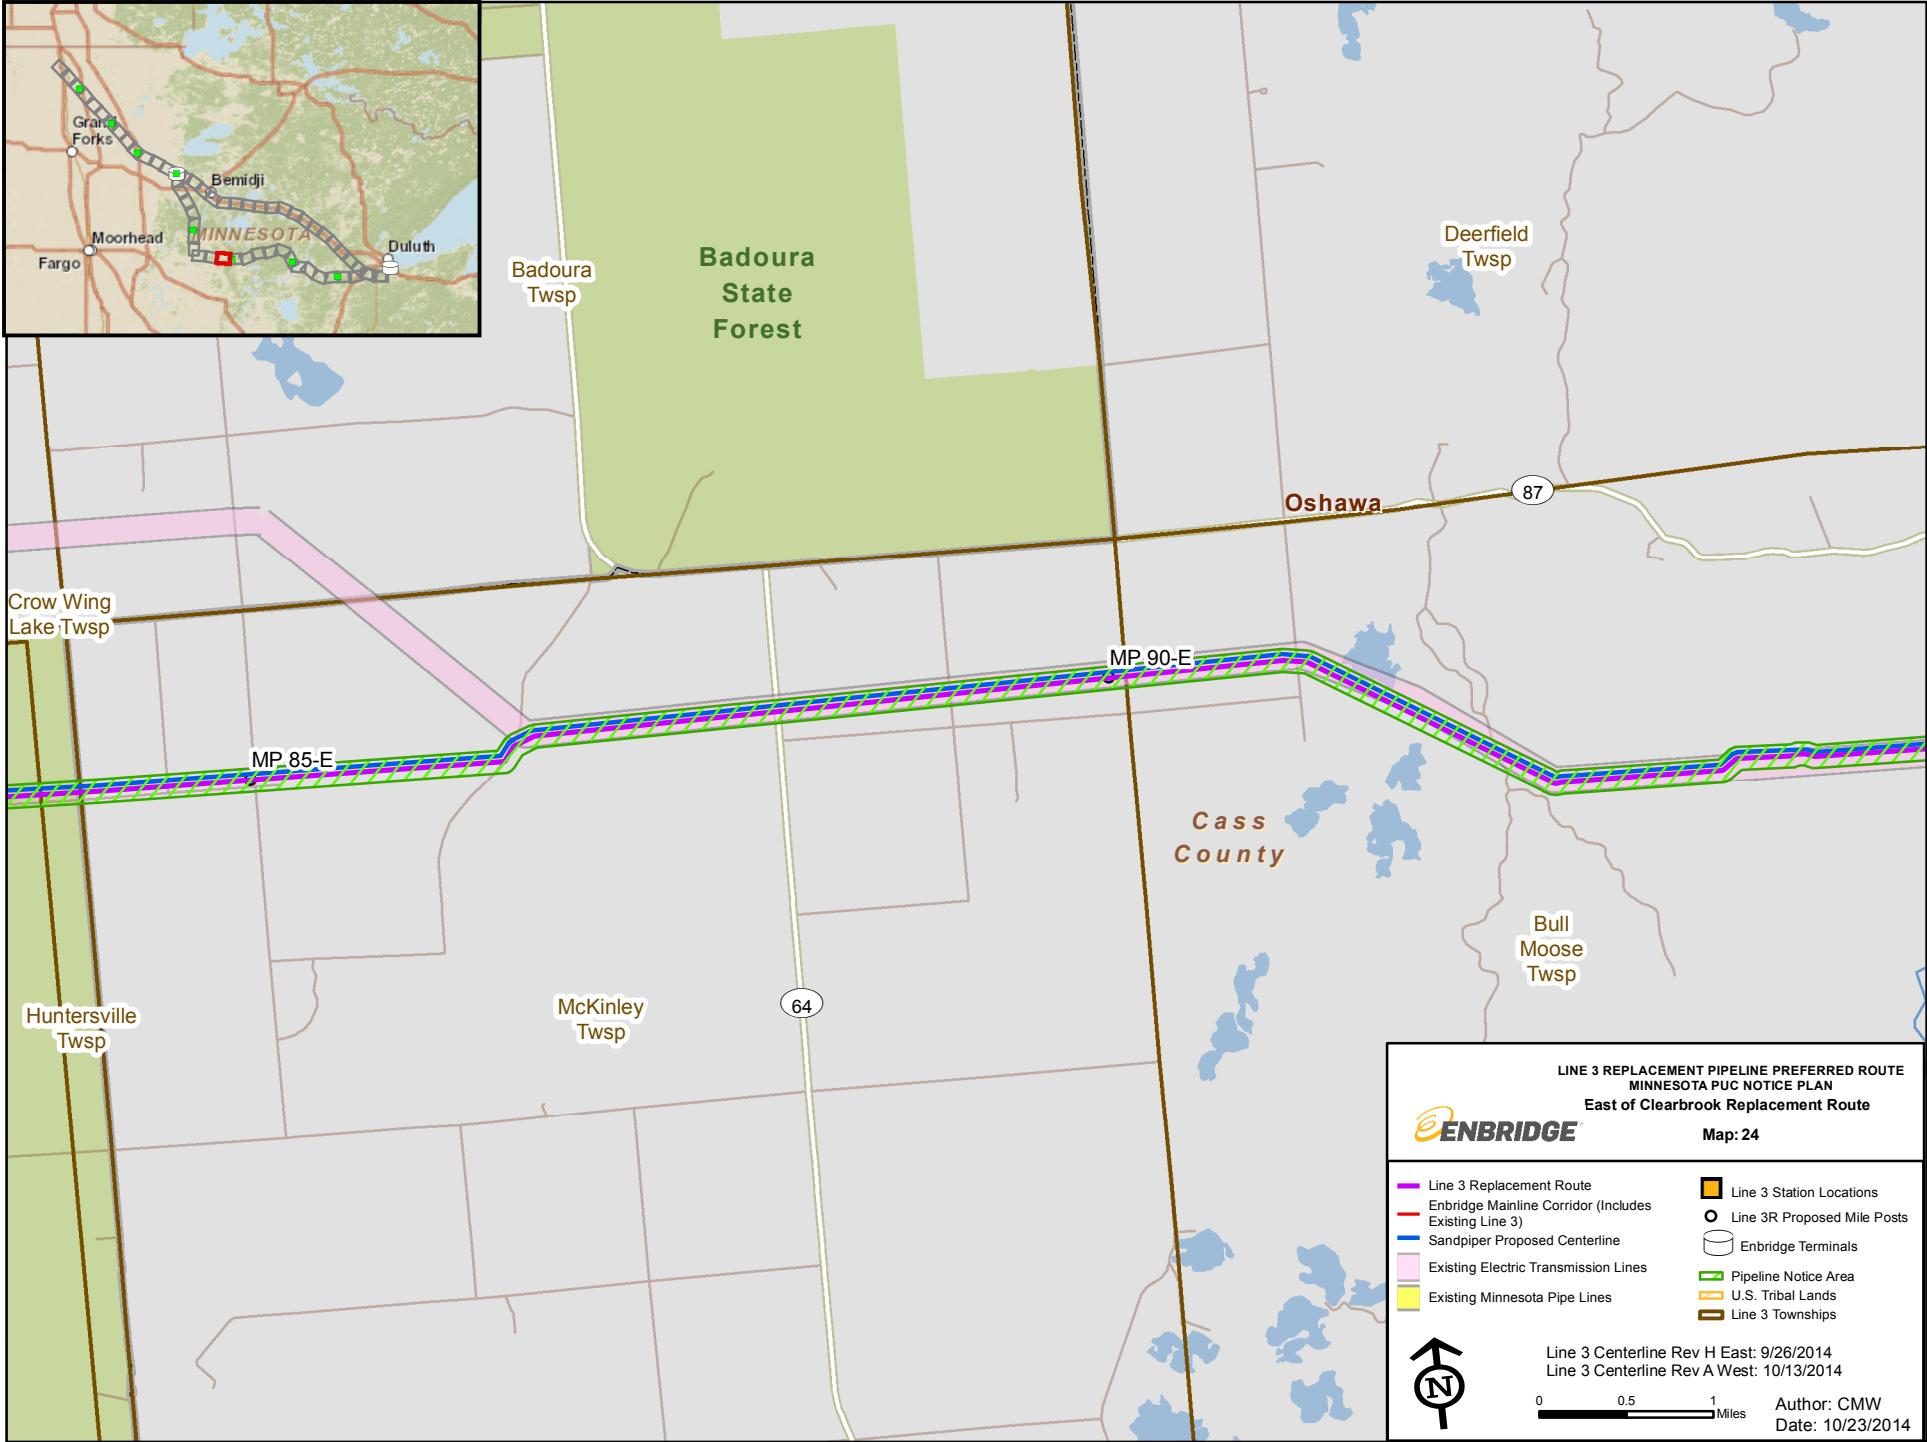 Grand
Forks
Bemidji
MINNESOTA
Moorhead
Fargo
Duluth
Badoura
Twsp
Badoura
State
Forest
Deerfield
Twsp
Oshawa
87
Crow Wing
Lake Twsp
MP 90-E
MP 85-E
Cass
County
Bull
Moose
Twsp
Huntersville
Twsp
McKinley
Twsp
64
LINE 3 REPLACEMENT PIPELINE PREFERRED ROUTE
MINNESOTA PUC NOTICE PLAN
East of Clearbrook Replacement Route
ENBRIDGE
Map: 24
Line 3 Replacement Route
Enbridge Mainline Corridor (Includes
Existing Line 3)
Sandpiper Proposed Centerline
Existing Electric Transmission Lines
Existing Minnesota Pipe Lines
Line 3 Station Locations
Line 3R Proposed Mile Posts
Enbridge Terminals
Pipeline Notice Area
U.S. Tribal Lands
Line 3 Townships
N
Line 3 Centerline Rev H East: 9/26/2014
Line 3 Centerline Rev A West: 10/13/2014
0 0.5 1
Miles
Author: CMW
Date: 10/23/2014